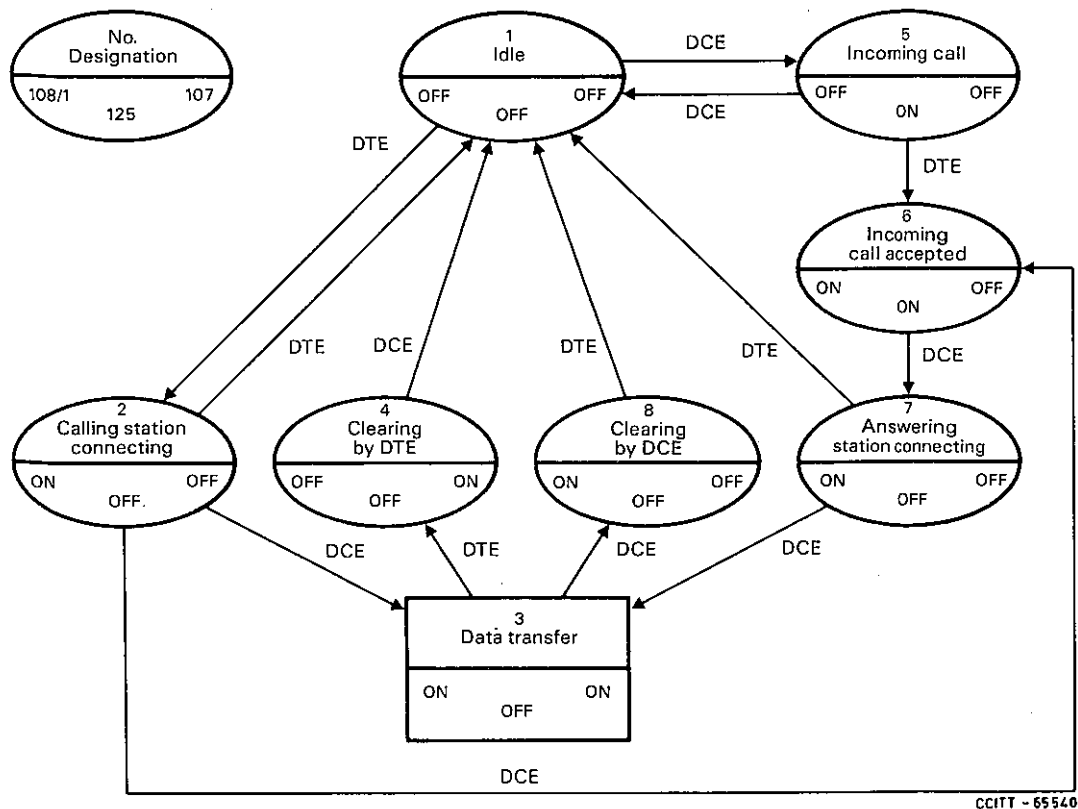 No.
Designation
108/1 107
125
1
Idle
OFF OFF
OFF
DCE
DCE
5
Incoming call
OFF OFF
ON
DTE
DTE
6
Incoming
call accepted
ON OFF
ON
DTE
DCE
DTE
DTE
DCE
2
Calling station
connecting
ON OFF
OFF.
4
Clearing
by DTE
OFF ON
OFF
8
Clearing
by DCE
ON OFF
OFF
7
Answering
station connecting
ON OFF
OFF
DCE
DTE
DCE
DCE
3
Data transfer
ON ON
OFF
DCE
CCITT - 65540